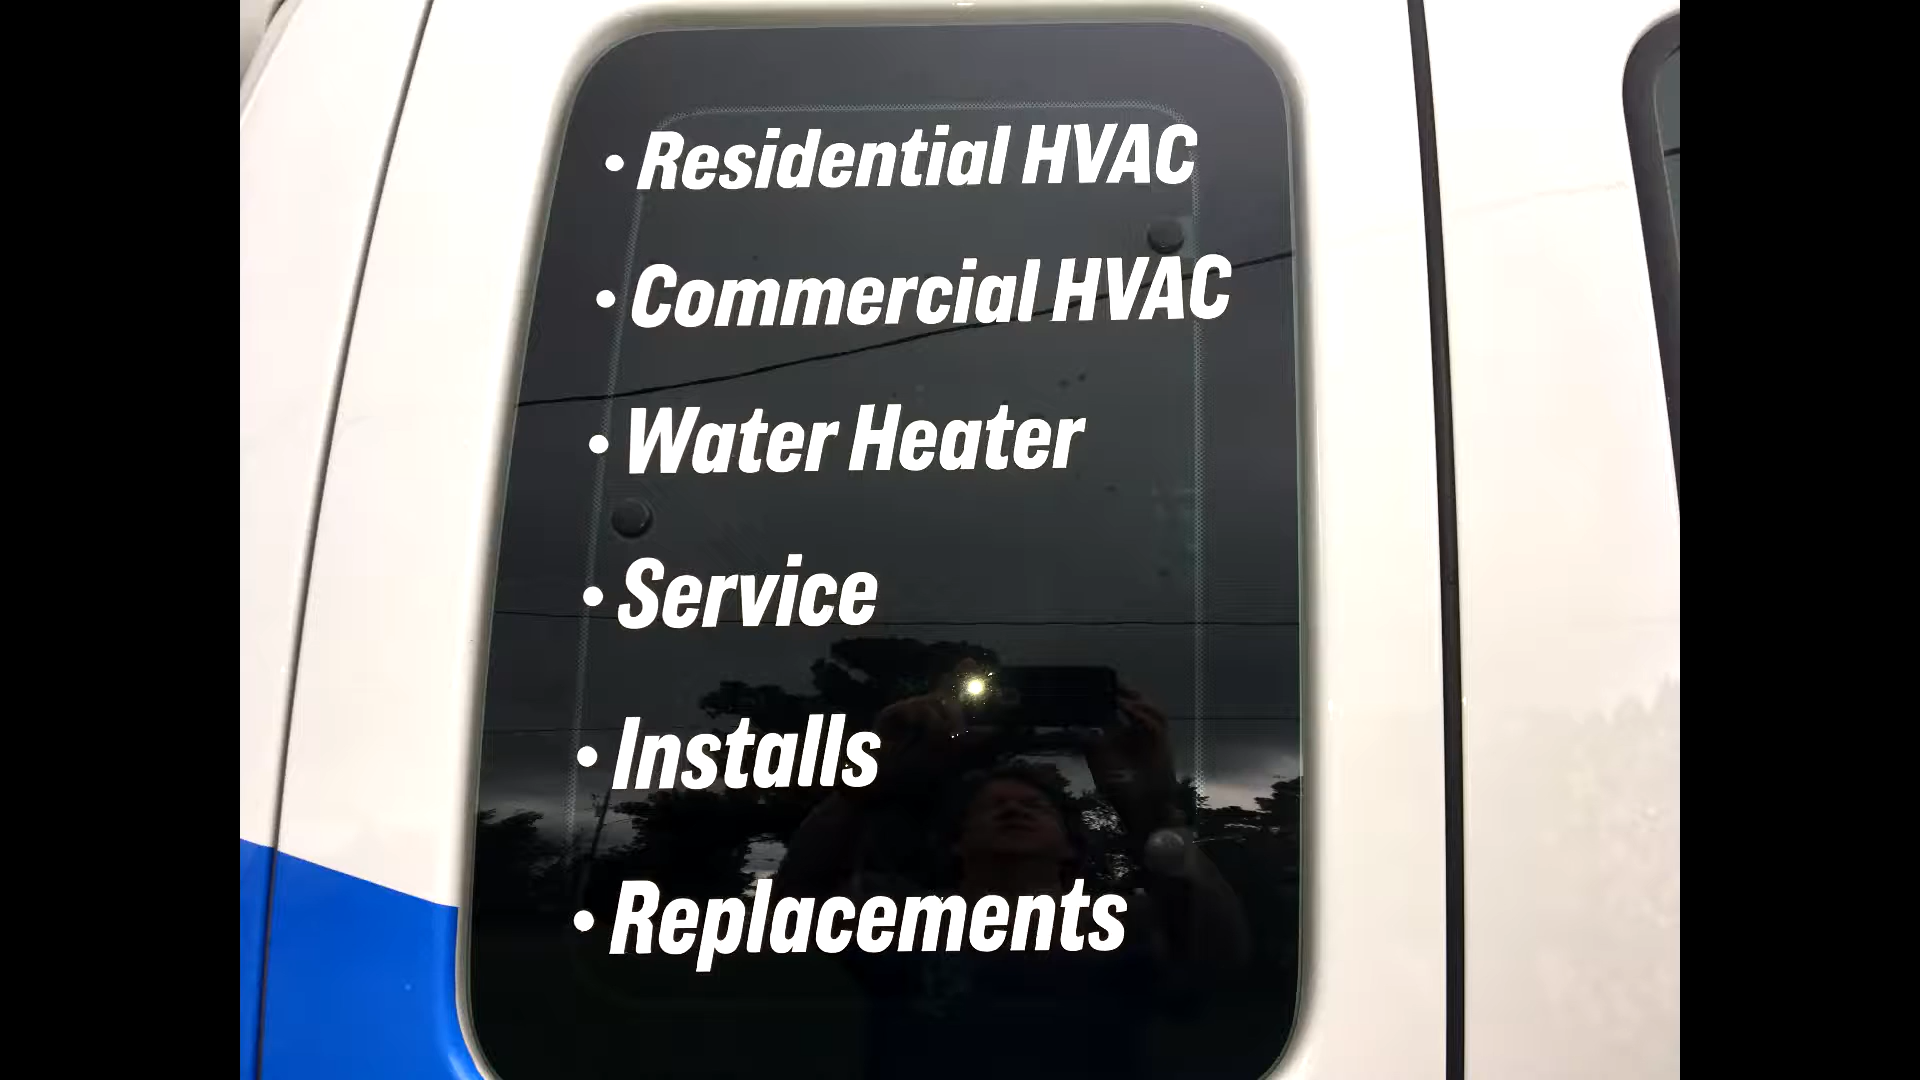 • Residential HVAC
• Commercial HVAC
• Water Heater
• Service
• Installs
• Replacements